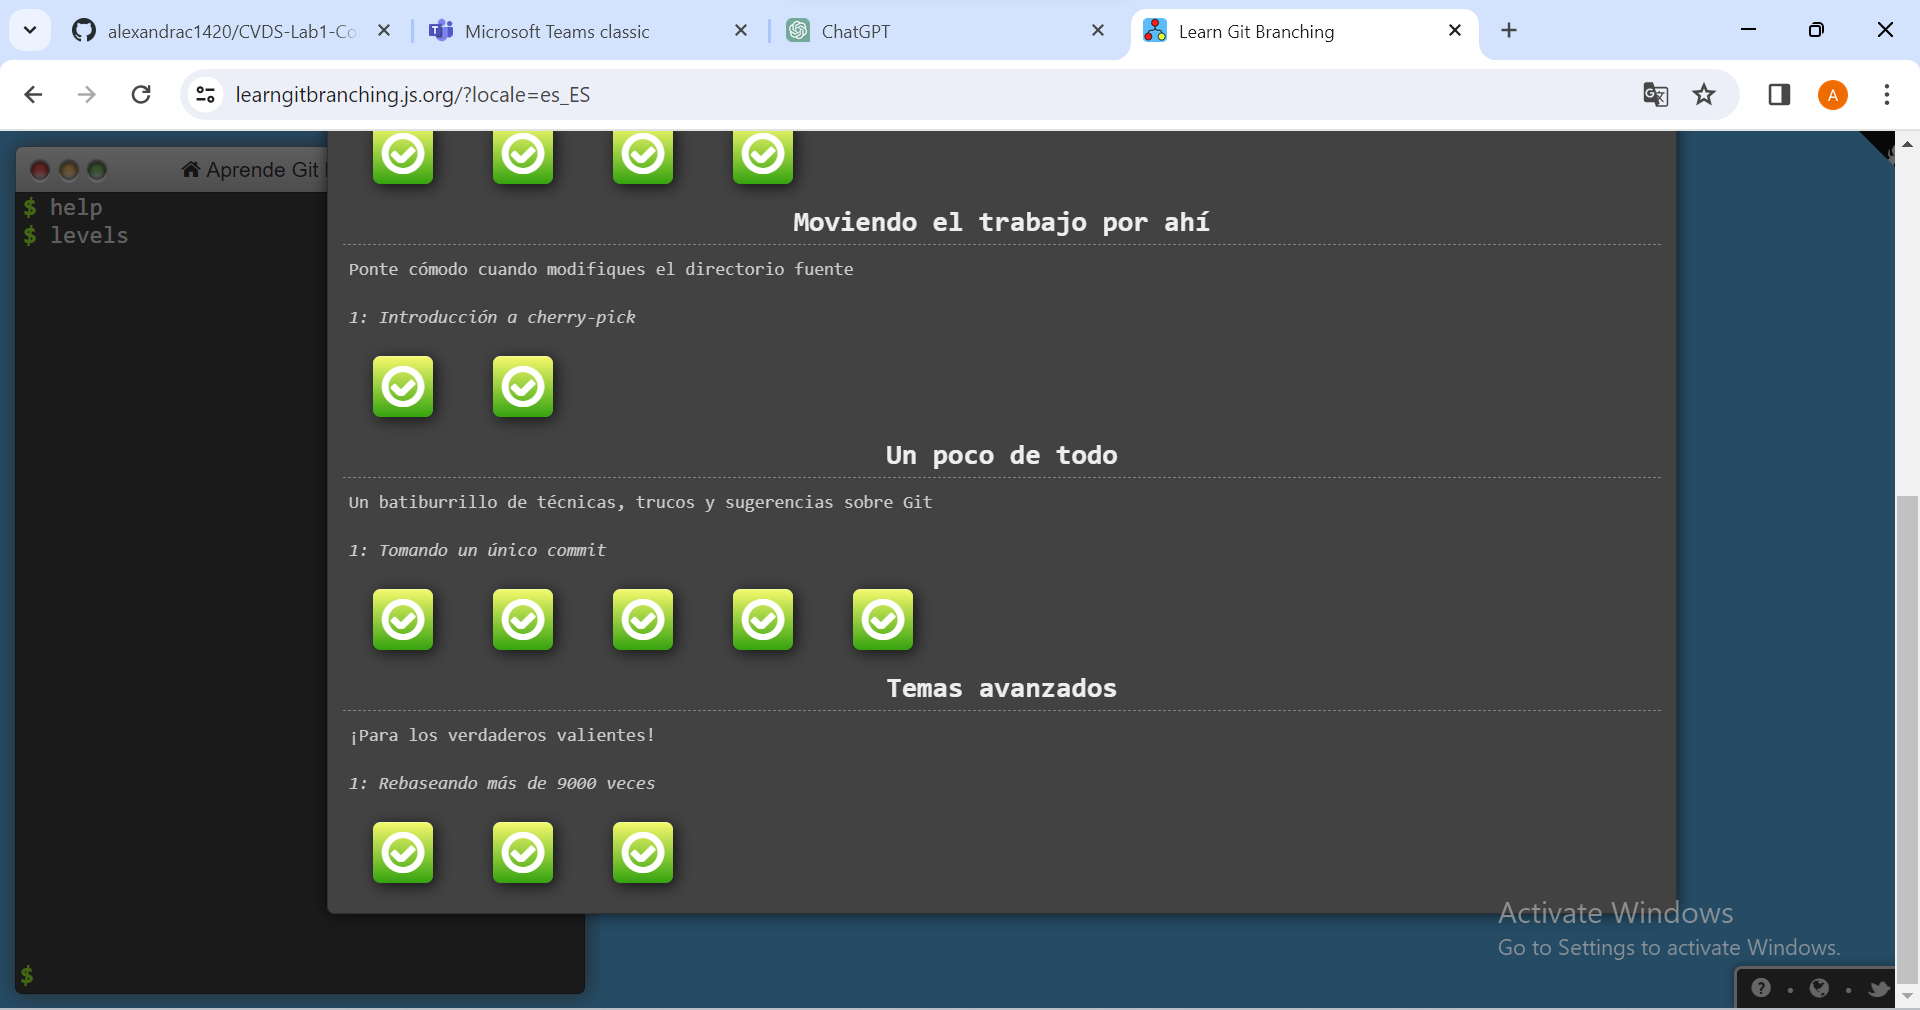 alexandrac1420/CVDS-Lab1-Co
Microsoft Teams classic
ChatGPT
Learn Git Branching
learngitbranching.js.org/?locale=es_ES
A
Aprende Git
$ help
$ levels
Moviendo el trabajo por ahí
Ponte cómodo cuando modifiques el directorio fuente
1: Introducción a cherry-pick
Un poco de todo
Un batiburrillo de técnicas, trucos y sugerencias sobre Git
1: Tomando un único commit
Temas avanzados
¡Para los verdaderos valientes!
1: Rebaseando más de 9000 veces
Activate Windows
Go to Settings to activate Windows.
$